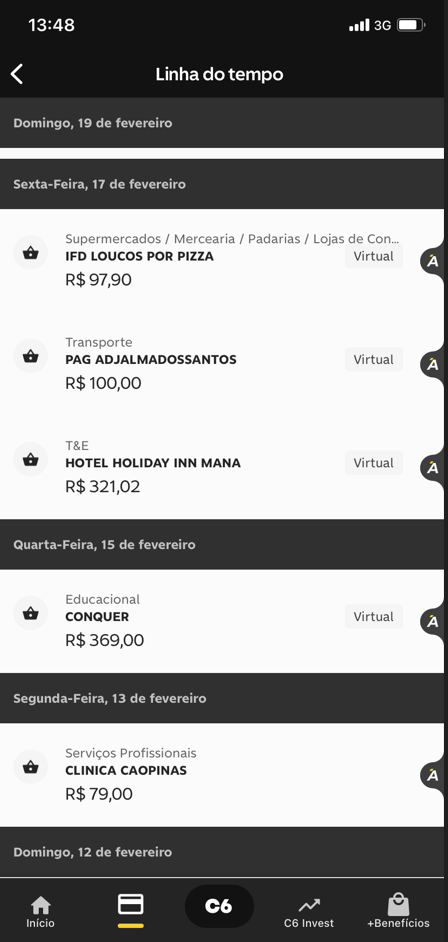 13:48 3G
Linha do tempo
Domingo, 19 de fevereiro
Sexta-Feira, 17 de fevereiro
Supermercados / Mercearia / Padarias / Lojas de Con...
IFD LOUCOS POR PIZZA Virtual
R$ 97,90
Transporte
PAG ADJALMADOSSANTOS Virtual
R$ 100,00
T&E
HOTEL HOLIDAY INN MANA Virtual
R$ 321,02
Quarta-Feira, 15 de fevereiro
Educacional
CONQUER Virtual
R$ 369,00
Segunda-Feira, 13 de fevereiro
Serviços Profissionais
CLINICA CAOPINAS
R$ 79,00
Domingo, 12 de fevereiro
C6
Início C6 Invest +Benefícios